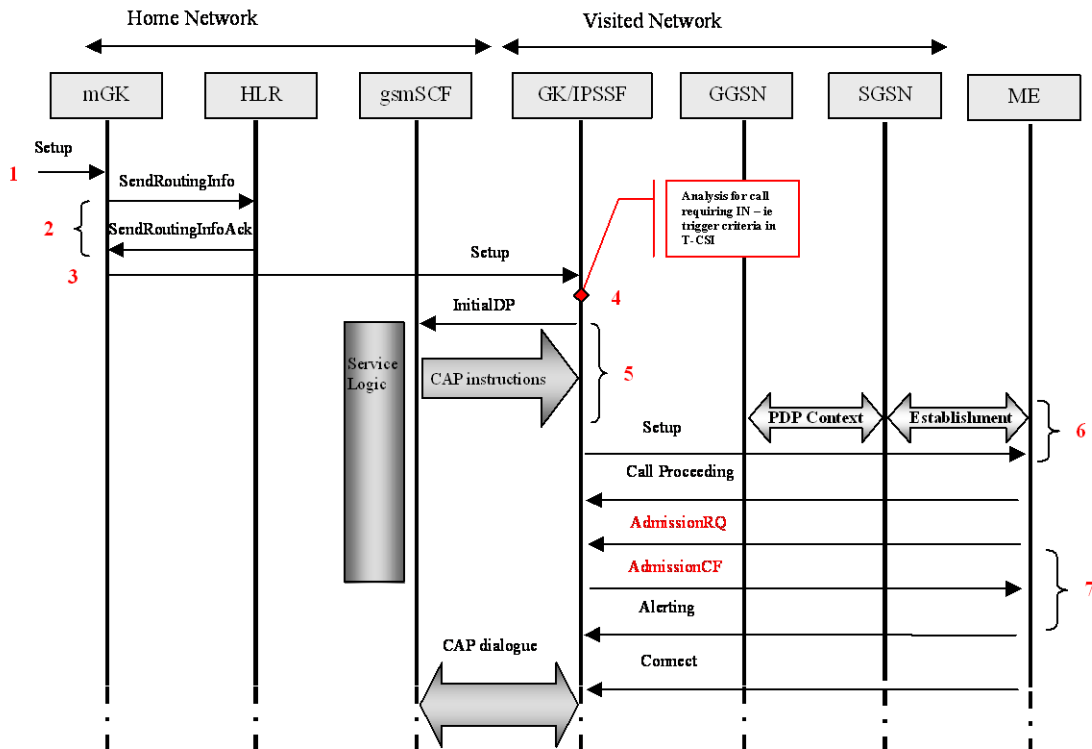 Home Network
Visited Network
mGK
HLR
gsmSCF
GK/IPSSF
GGSN
SGSN
ME
Setup
1
SendRoutingInfo
2
SendRoutingInfoAck
Analysis for call
requiring IN – ie
trigger criteria in
T-CSI
3
Setup
4
InitialDP
Service
Logic
CAP instructions
5
PDP Context
Establishment
6
Setup
Call Proceeding
AdmissionRQ
AdmissionCF
7
Alerting
CAP dialogue
Connect